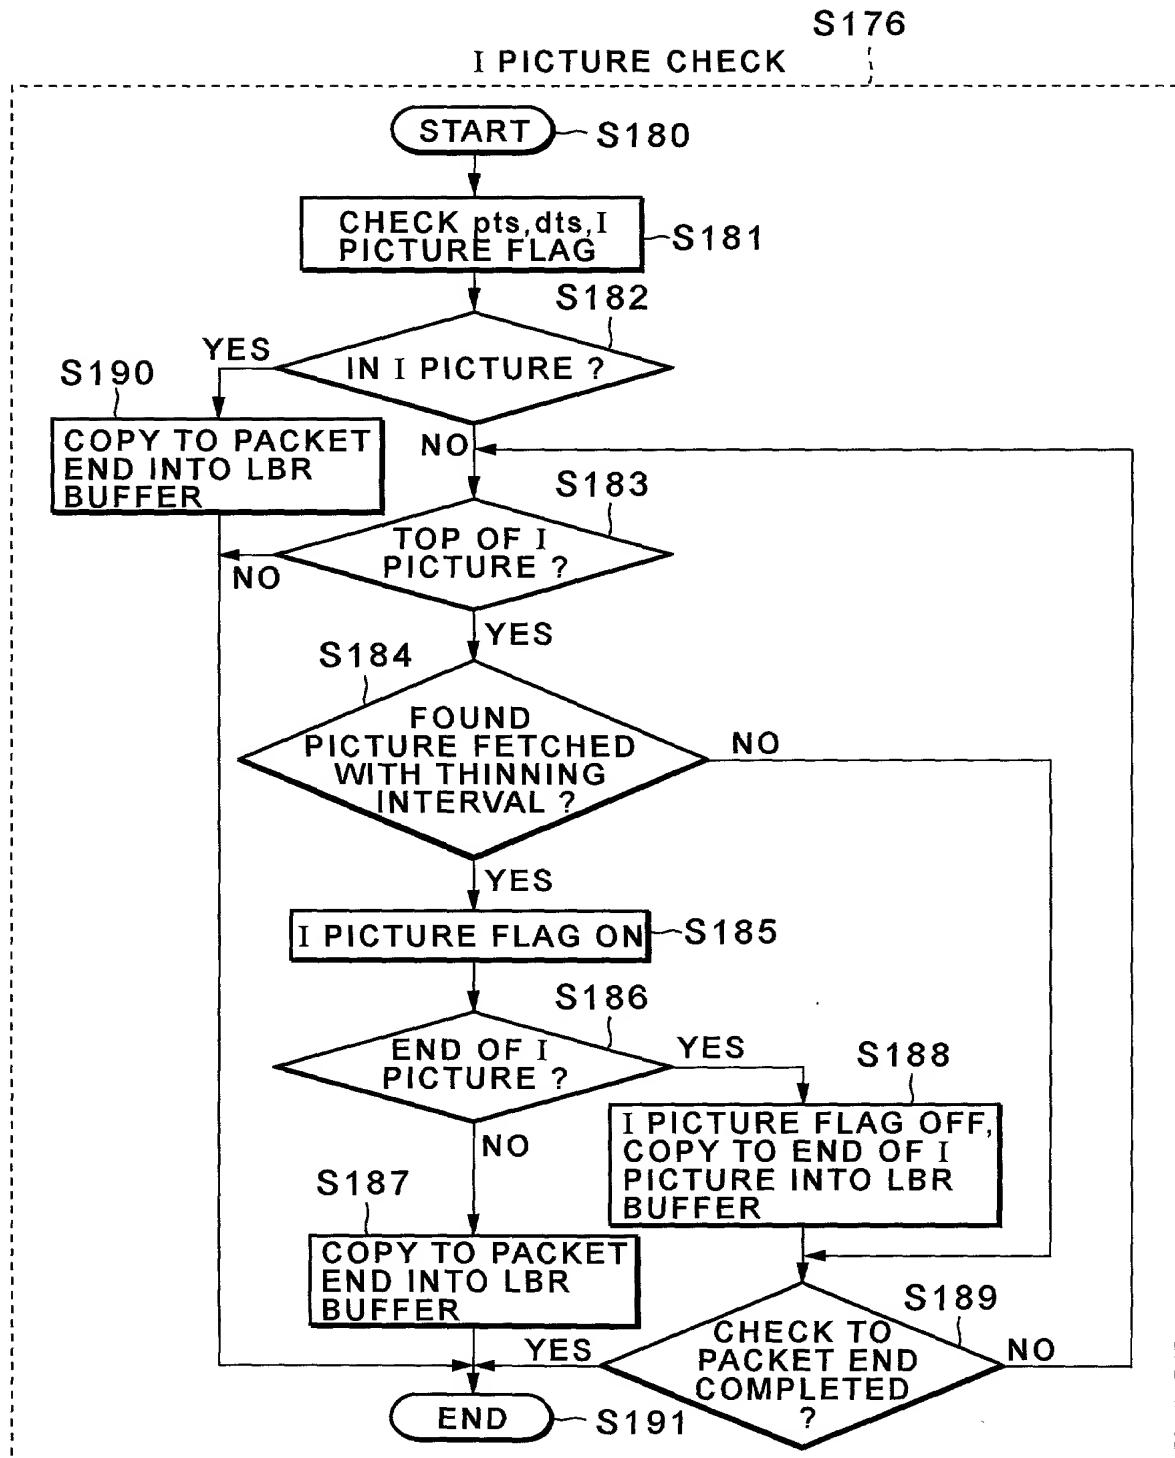 S176
I PICTURE CHECK
START
S180
CHECK pts,dts,I
PICTURE FLAG
S181
S182
IN I PICTURE ?
YES
S190
COPY TO PACKET
END INTO LBR
BUFFER
NO
S183
TOP OF I
PICTURE ?
NO
YES
S184
FOUND
PICTURE FETCHED
WITH THINNING
INTERVAL ?
NO
YES
I PICTURE FLAG ON
S185
S186
END OF I
PICTURE ?
YES
S188
I PICTURE FLAG OFF,
COPY TO END OF I
PICTURE INTO LBR
BUFFER
NO
S187
COPY TO PACKET
END INTO LBR
BUFFER
S189
CHECK TO
PACKET END
COMPLETED
?
YES
NO
END
S191